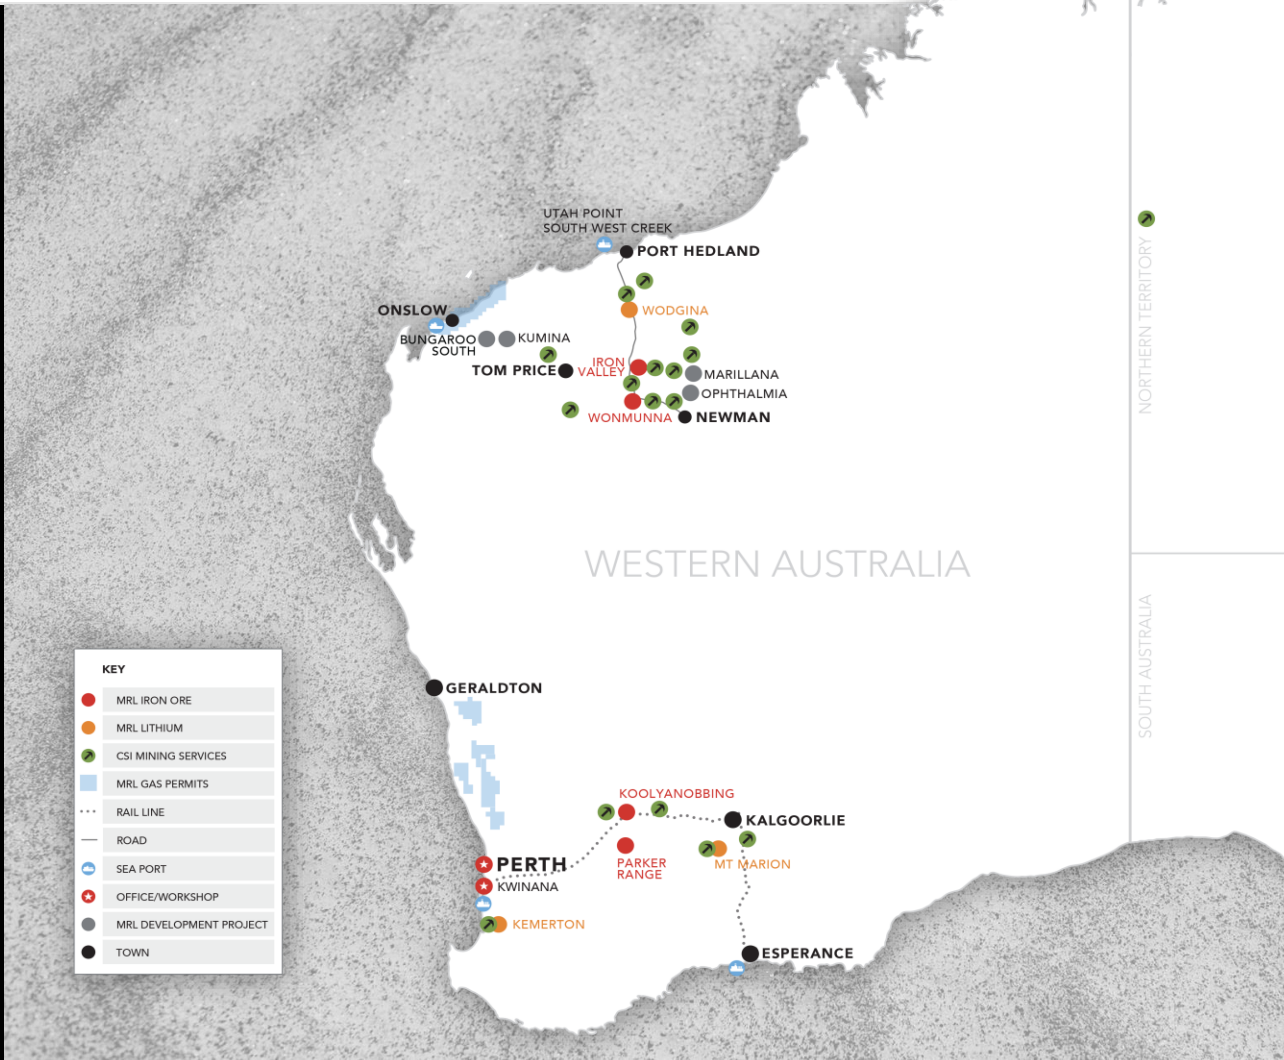 UTAH POINT
SOUTH WEST CREEK
PORT HEDLAND
WODGINA
ONSLOW
BUNGAROO
SOUTH
KUMINA
TOM PRICE
IRON
VALLEY
MARILLANA
OPHTHALMIA
WONMUNNA
NEWMAN
NORTHERN TERRITORY
WESTERN AUSTRALIA
SOUTH AUSTRALIA
GERALDTON
KOOLYANOBBING
KALGOORLIE
PARKER
RANGE
MT MARION
PERTH
KWINANA
KEMERTON
ESPERANCE
KEY
MRL IRON ORE
MRL LITHIUM
CSI MINING SERVICES
MRL GAS PERMITS
RAIL LINE
ROAD
SEA PORT
OFFICE/WORKSHOP
MRL DEVELOPMENT PROJECT
TOWN